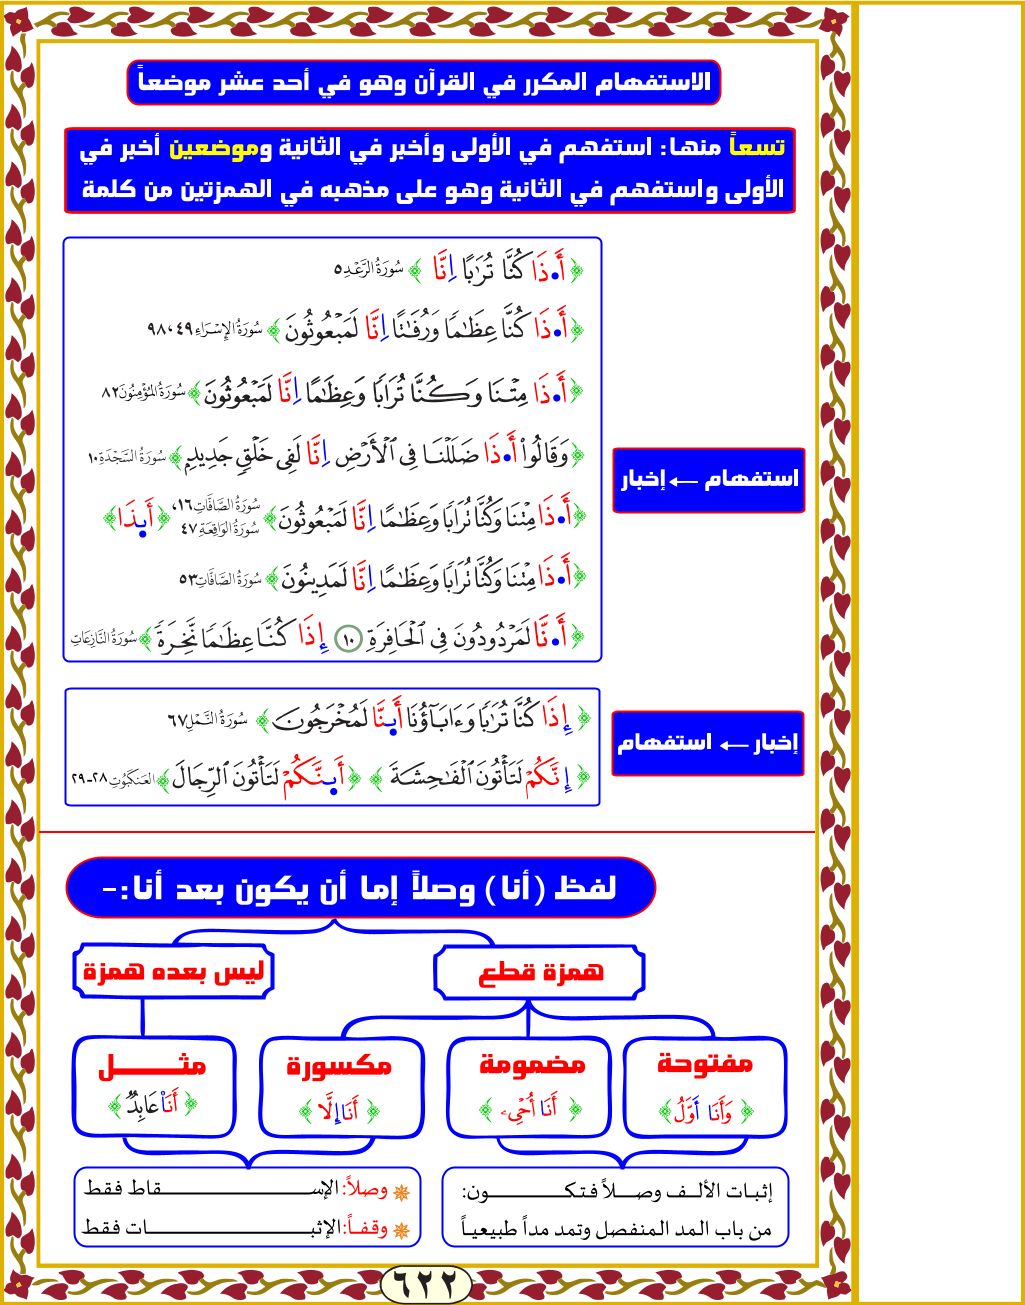 الاستفهام المكرر في القرآن وهو في أحد عشر موضعاً
تسعاً منها: استفهم في الأولى وأخبر في الثانية وموضعين أخبر في
الأولى واستفهم في الثانية وهو على مذهبه في الهمزتين من كلمة
﴿أَ.ذَا كُنَّا تُرَٰبًا اِنَّا﴾ سُورَةُ الرَّعْدِ ٥
﴿أَ.ذَا كُنَّا عِظَٰمًا وَرُفَٰتًا اِنَّا لَمَبْعُوثُونَ﴾ سُورَةُ الإِسْرَاءِ ٤٩،٩٨
﴿أَ.ذَا مِتْنَا وَكُنَّا تُرَابًا وَعِظَٰمًا اِنَّا لَمَبْعُوثُونَ﴾ سُورَةُ المُؤْمِنُونَ ٨٢
﴿وَقَالُواْ أَ.ذَا ضَلَلْنَا فِي ٱلْأَرْضِ اِنَّا لَفِى خَلْقٍ جَدِيدٍ﴾ سُورَةُ السَّجْدَةِ ١٠
﴿أَ.ذَا مِتْنَا وَكُنَّا تُرَابًا وَعِظَٰمًا اِنَّا لَمَبْعُوثُونَ﴾ سُورَةُ الصَّافَّاتِ ١٦، سُورَةُ الوَاقِعَةِ ٤٧ ﴿أَىِٕذَا﴾
﴿أَ.ذَا مِتْنَا وَكُنَّا تُرَابًا وَعِظَٰمًا اِنَّا لَمَدِينُونَ﴾ سُورَةُ الصَّافَّاتِ ٥٣
﴿أَ.نَّا لَمَرْدُودُونَ فِي ٱلْحَافِرَةِ ١٠ إِذَا كُنَّا عِظَٰمًا نَّخِرَةً﴾ سُورَةُ النَّازِعَاتِ
استفهام ← إخبار
﴿إِذَا كُنَّا تُرَٰبًا وَءَابَآؤُنَا أَىِٕنَّا لَمُخْرَجُونَ﴾ سُورَةُ النَّمْلِ ٦٧
﴿إِنَّكُمْ لَتَأْتُونَ ٱلْفَٰحِشَةَ﴾ ﴿أَىِٕنَّكُمْ لَتَأْتُونَ ٱلرِّجَالَ﴾ العَنكَبُوتِ ٢٨-٢٩
إخبار ← استفهام
لفظ (أنا) وصلاً إما أن يكون بعد أنا:-
همزة قطع
ليس بعده همزة
مفتوحة
﴿وَأَنَا أَوَّلُ﴾
مضمومة
﴿أَنَا أُحْىِۦ﴾
مكسورة
﴿أَنَا إِلَّا﴾
مثـــل
﴿أَنَا۠ عَابِدٌ﴾
إثبات الألف وصلاً فتكـــون:
من باب المد المنفصل وتمد مداً طبيعياً
وصلاً: الإســـقاط فقط
وقفاً: الإثبـــات فقط
٦٢٢